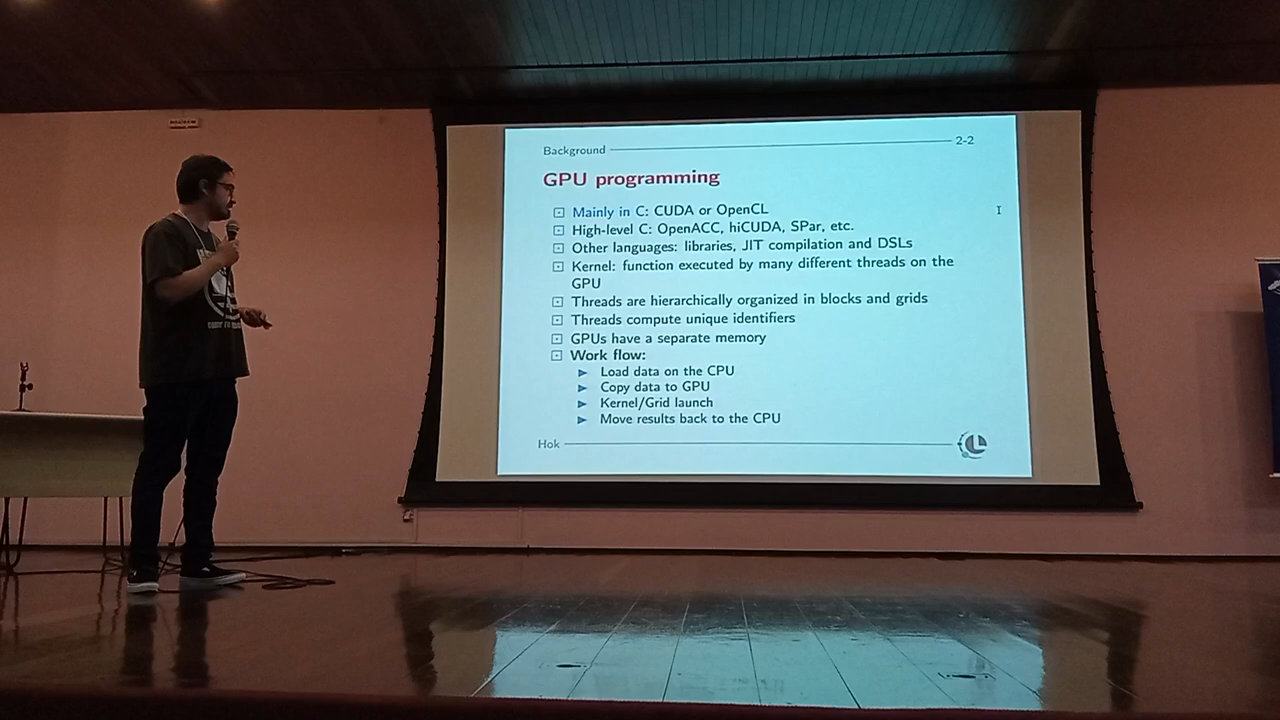 Background 2-2
GPU programming
Mainly in C: CUDA or OpenCL
High-level C: OpenACC, hiCUDA, SPar, etc.
Other languages: libraries, JIT compilation and DSLs
Kernel: function executed by many different threads on the
GPU
Threads are hierarchically organized in blocks and grids
Threads compute unique identifiers
GPUs have a separate memory
Work flow:
Load data on the CPU
Copy data to GPU
Kernel/Grid launch
Move results back to the CPU
Hok